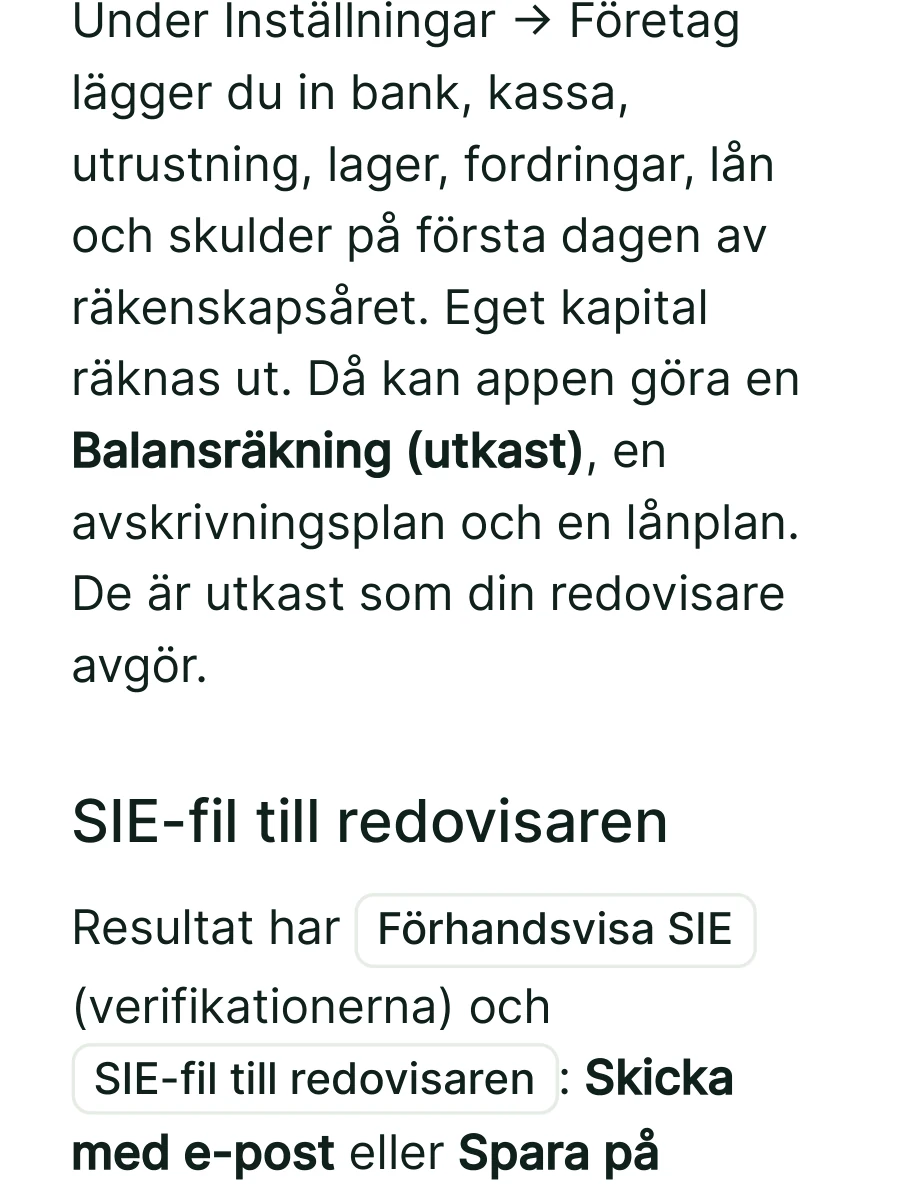 Under Inställningar → Företag
lägger du in bank, kassa,
utrustning, lager, fordringar, lån
och skulder på första dagen av
räkenskapsåret. Eget kapital
räknas ut. Då kan appen göra en
Balansräkning (utkast), en
avskrivningsplan och en lånplan.
De är utkast som din redovisare
avgör.
SIE-fil till redovisaren
Resultat har Förhandsvisa SIE
(verifikationerna) och
SIE-fil till redovisaren : Skicka
med e-post eller Spara på